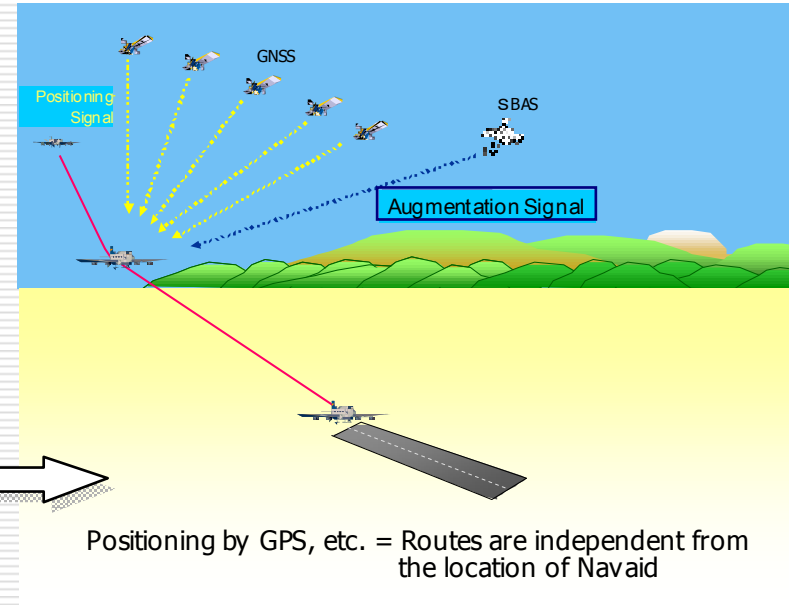 GNSS
Positioning
Signal
SBAS
Augmentation Signal
Positioning by GPS, etc. = Routes are independent from
the location of Navaid